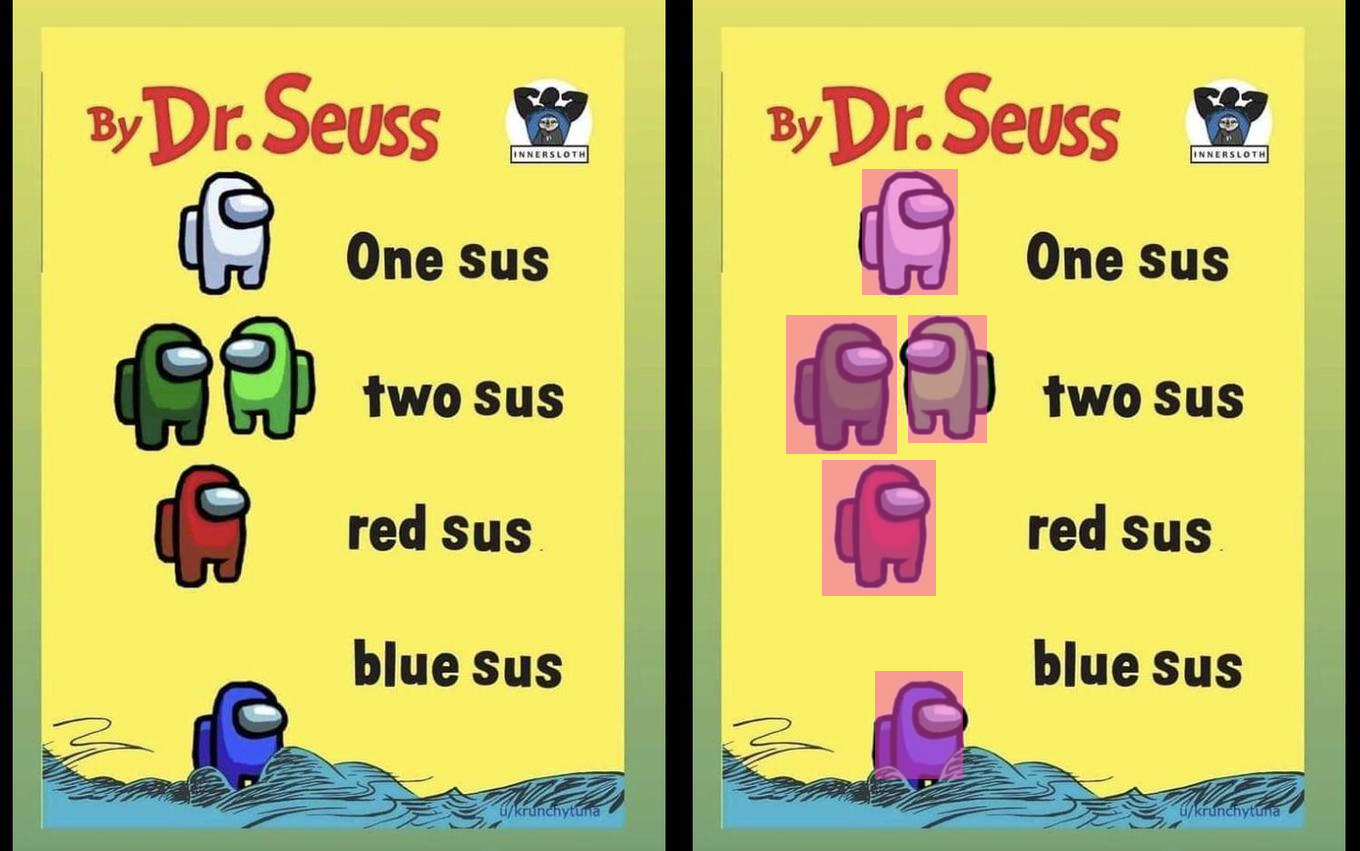 By Dr. Seuss
INNERSLOTH
One sus
two sus
red sus .
blue sus
u/krunchytuna
By Dr. Seuss
INNERSLOTH
One sus
two sus
red sus .
blue sus
u/krunchytuna